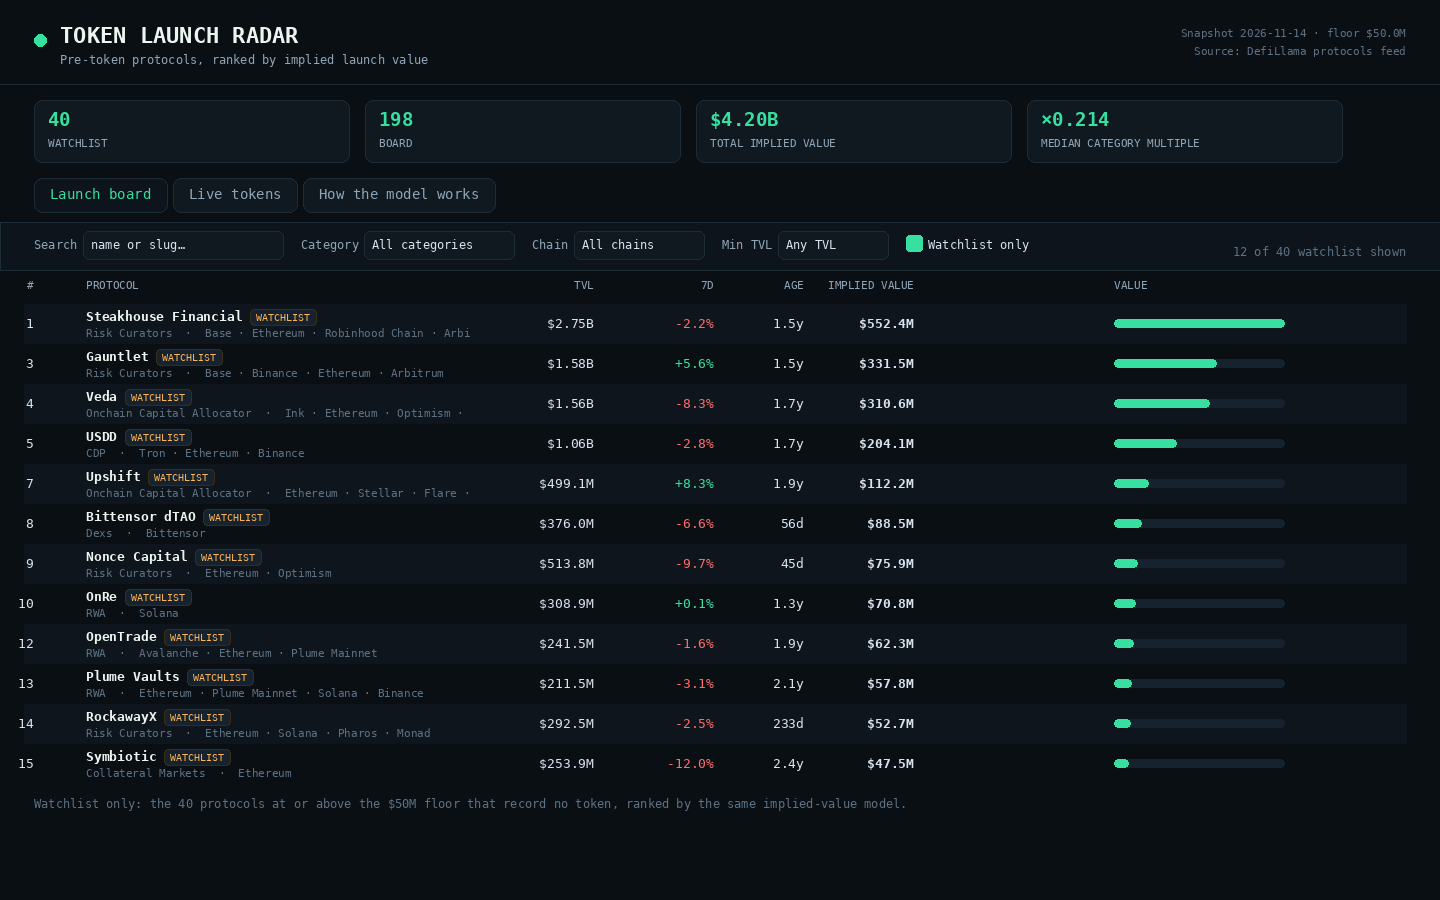 TOKEN LAUNCH RADAR
Pre-token protocols, ranked by implied launch value
Snapshot 2026-11-14 · floor $50.0M
Source: DefiLlama protocols feed
40
WATCHLIST
198
BOARD
$4.20B
TOTAL IMPLIED VALUE
×0.214
MEDIAN CATEGORY MULTIPLE
Launch board Live tokens How the model works
Search name or slug… Category All categories Chain All chains Min TVL Any TVL Watchlist only 12 of 40 watchlist shown
# PROTOCOL TVL 7D AGE IMPLIED VALUE VALUE
1 Steakhouse Financial WATCHLIST $2.75B -2.2% 1.5y $552.4M
Risk Curators · Base · Ethereum · Robinhood Chain · Arbi
3 Gauntlet WATCHLIST $1.58B +5.6% 1.5y $331.5M
Risk Curators · Base · Binance · Ethereum · Arbitrum
4 Veda WATCHLIST $1.56B -8.3% 1.7y $310.6M
Onchain Capital Allocator · Ink · Ethereum · Optimism ·
5 USDD WATCHLIST $1.06B -2.8% 1.7y $204.1M
CDP · Tron · Ethereum · Binance
7 Upshift WATCHLIST $499.1M +8.3% 1.9y $112.2M
Onchain Capital Allocator · Ethereum · Stellar · Flare ·
8 Bittensor dTAO WATCHLIST $376.0M -6.6% 56d $88.5M
Dexs · Bittensor
9 Nonce Capital WATCHLIST $513.8M -9.7% 45d $75.9M
Risk Curators · Ethereum · Optimism
10 OnRe WATCHLIST $308.9M +0.1% 1.3y $70.8M
RWA · Solana
12 OpenTrade WATCHLIST $241.5M -1.6% 1.9y $62.3M
RWA · Avalanche · Ethereum · Plume Mainnet
13 Plume Vaults WATCHLIST $211.5M -3.1% 2.1y $57.8M
RWA · Ethereum · Plume Mainnet · Solana · Binance
14 RockawayX WATCHLIST $292.5M -2.5% 233d $52.7M
Risk Curators · Ethereum · Solana · Pharos · Monad
15 Symbiotic WATCHLIST $253.9M -12.0% 2.4y $47.5M
Collateral Markets · Ethereum
Watchlist only: the 40 protocols at or above the $50M floor that record no token, ranked by the same implied-value model.